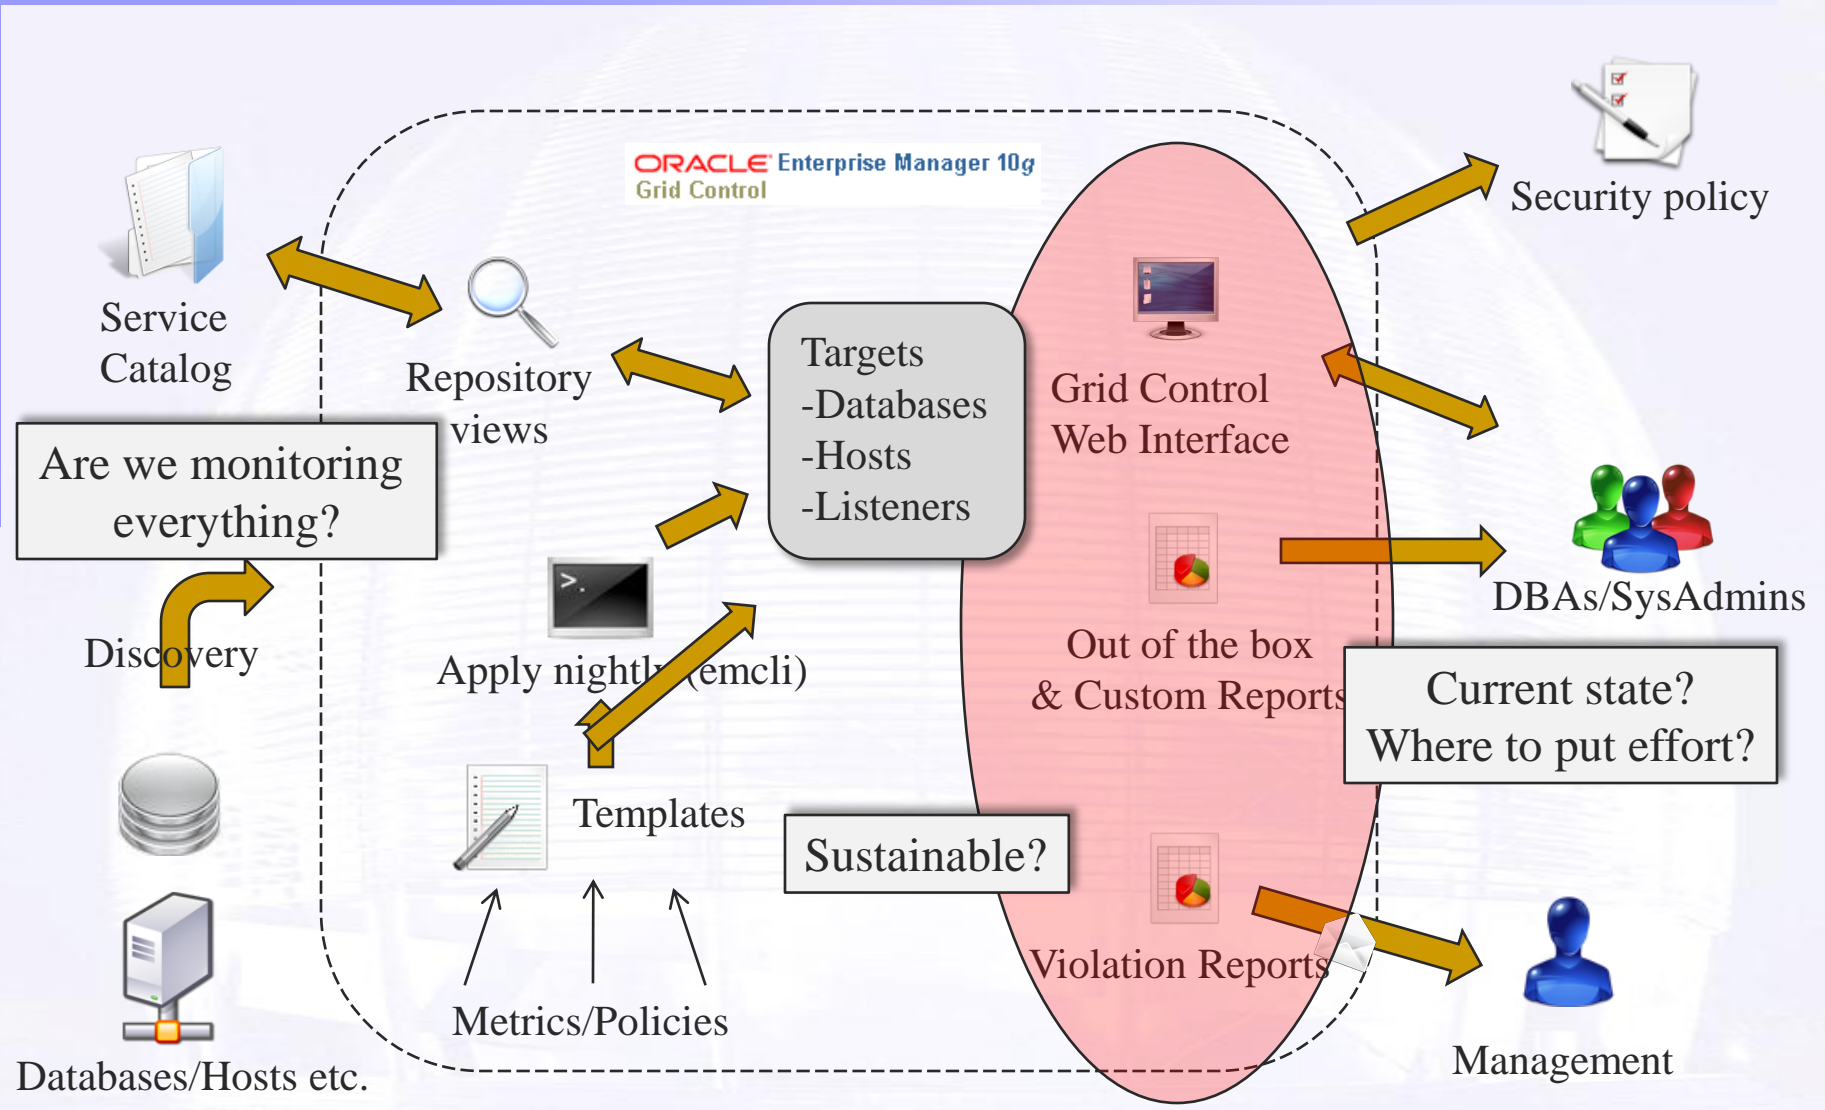 ORACLE Enterprise Manager 10g
Grid Control
Security policy
Service
Catalog
Repository
views
Targets
-Databases
-Hosts
-Listeners
Grid Control
Web Interface
Are we monitoring
everything?
DBAs/SysAdmins
Discovery
Apply nightly (emcli)
Out of the box
& Custom Reports
Current state?
Where to put effort?
Templates
Sustainable?
Violation Reports
Metrics/Policies
Management
Databases/Hosts etc.